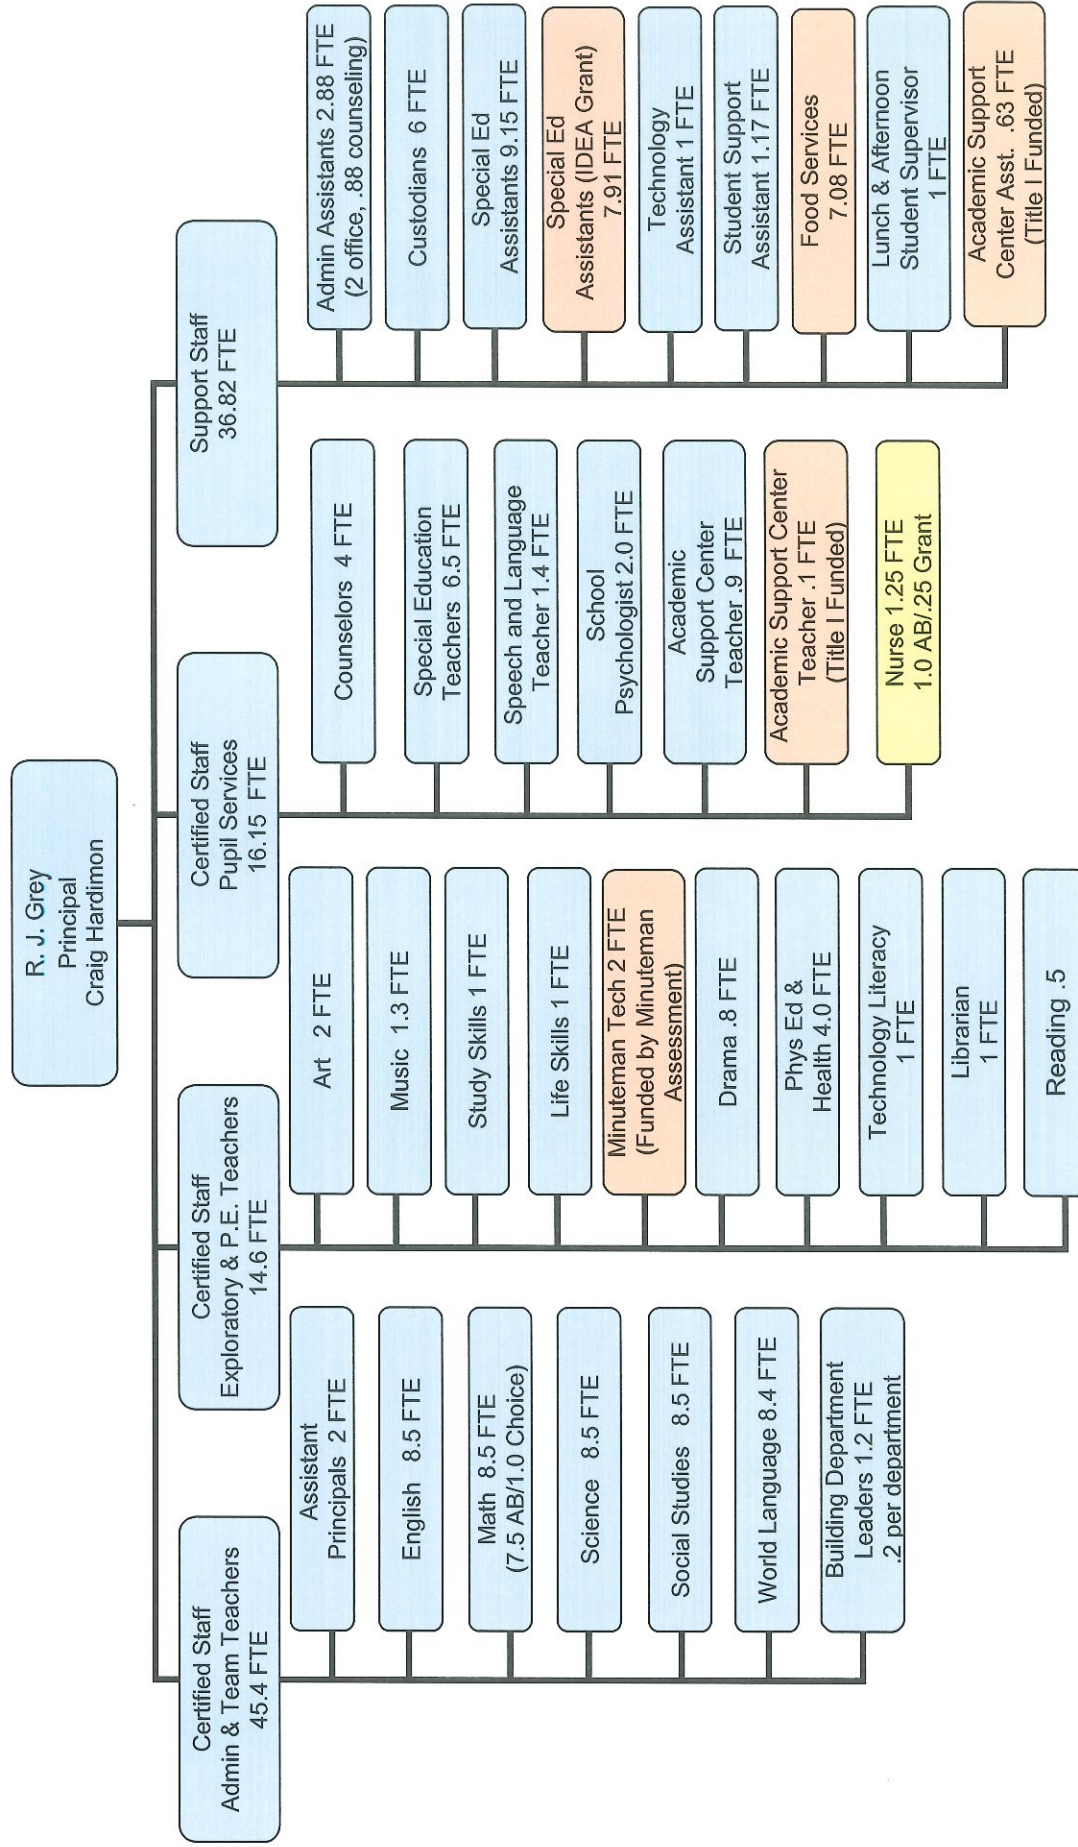 R. J. Grey
Principal
Craig Hardimon
Certified Staff
Admin & Team Teachers
45.4 FTE
Assistant
Principals  2 FTE
English  8.5 FTE
Math  8.5 FTE
(7.5 AB/1.0 Choice)
Science  8.5 FTE
Social Studies  8.5 FTE
World Language 8.4 FTE
Building Department
Leaders 1.2 FTE
.2 per department
Certified Staff
Exploratory & P.E. Teachers
14.6 FTE
Art  2 FTE
Music  1.3 FTE
Study Skills 1 FTE
Life Skills 1 FTE
Minuteman Tech 2 FTE
(Funded by Minuteman
Assessment)
Drama .8 FTE
Phys Ed &
Health 4.0 FTE
Technology Literacy
1 FTE
Librarian
1 FTE
Reading .5
Certified Staff
Pupil Services
16.15  FTE
Counselors  4 FTE
Special Education
Teachers  6.5 FTE
Speech and Language
Teacher 1.4 FTE
School
Psychologist 2.0 FTE
Academic
Support Center
Teacher .9  FTE
Academic Support Center
Teacher .1 FTE
(Title I Funded)
Nurse 1.25 FTE
1.0 AB/.25 Grant
Support Staff
36.82 FTE
Admin Assistants 2.88 FTE
(2 office, .88 counseling)
Custodians  6 FTE
Special Ed
Assistants 9.15 FTE
Special Ed
Assistants (IDEA Grant)
7.91 FTE
Technology
Assistant 1 FTE
Student Support
Assistant 1.17 FTE
Food Services
7.08 FTE
Lunch & Afternoon
Student Supervisor
1 FTE
Academic Support
Center Asst.  .63 FTE
(Title I Funded)